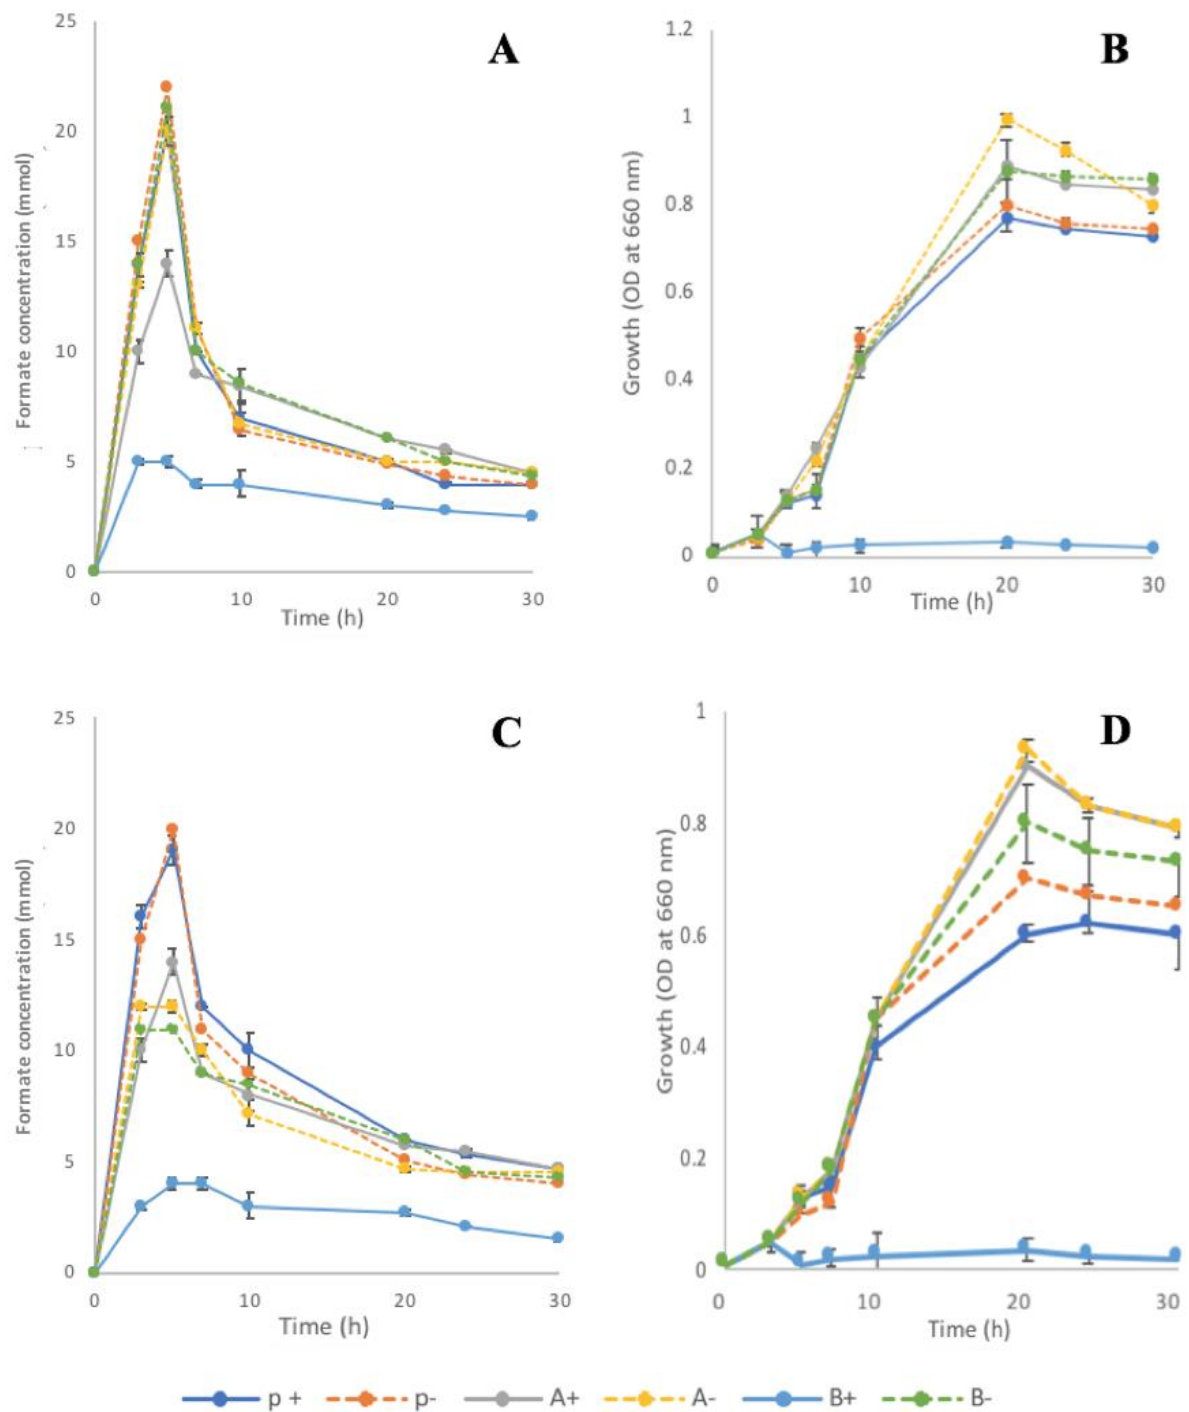 A
25
20
15
10
5
0
0 10 20 30
Formate concentration (mmol)
Time (h)
B
1.2
1
0.8
0.6
0.4
0.2
0
0 10 20 30
Growth (OD at 660 nm)
Time (h)
C
25
20
15
10
5
0
0 10 20 30
Formate concentration (mmol)
Time (h)
D
1
0.8
0.6
0.4
0.2
0
0 10 20 30
Growth (OD at 660 nm)
Time (h)
p + p- A+ A- B+ B-